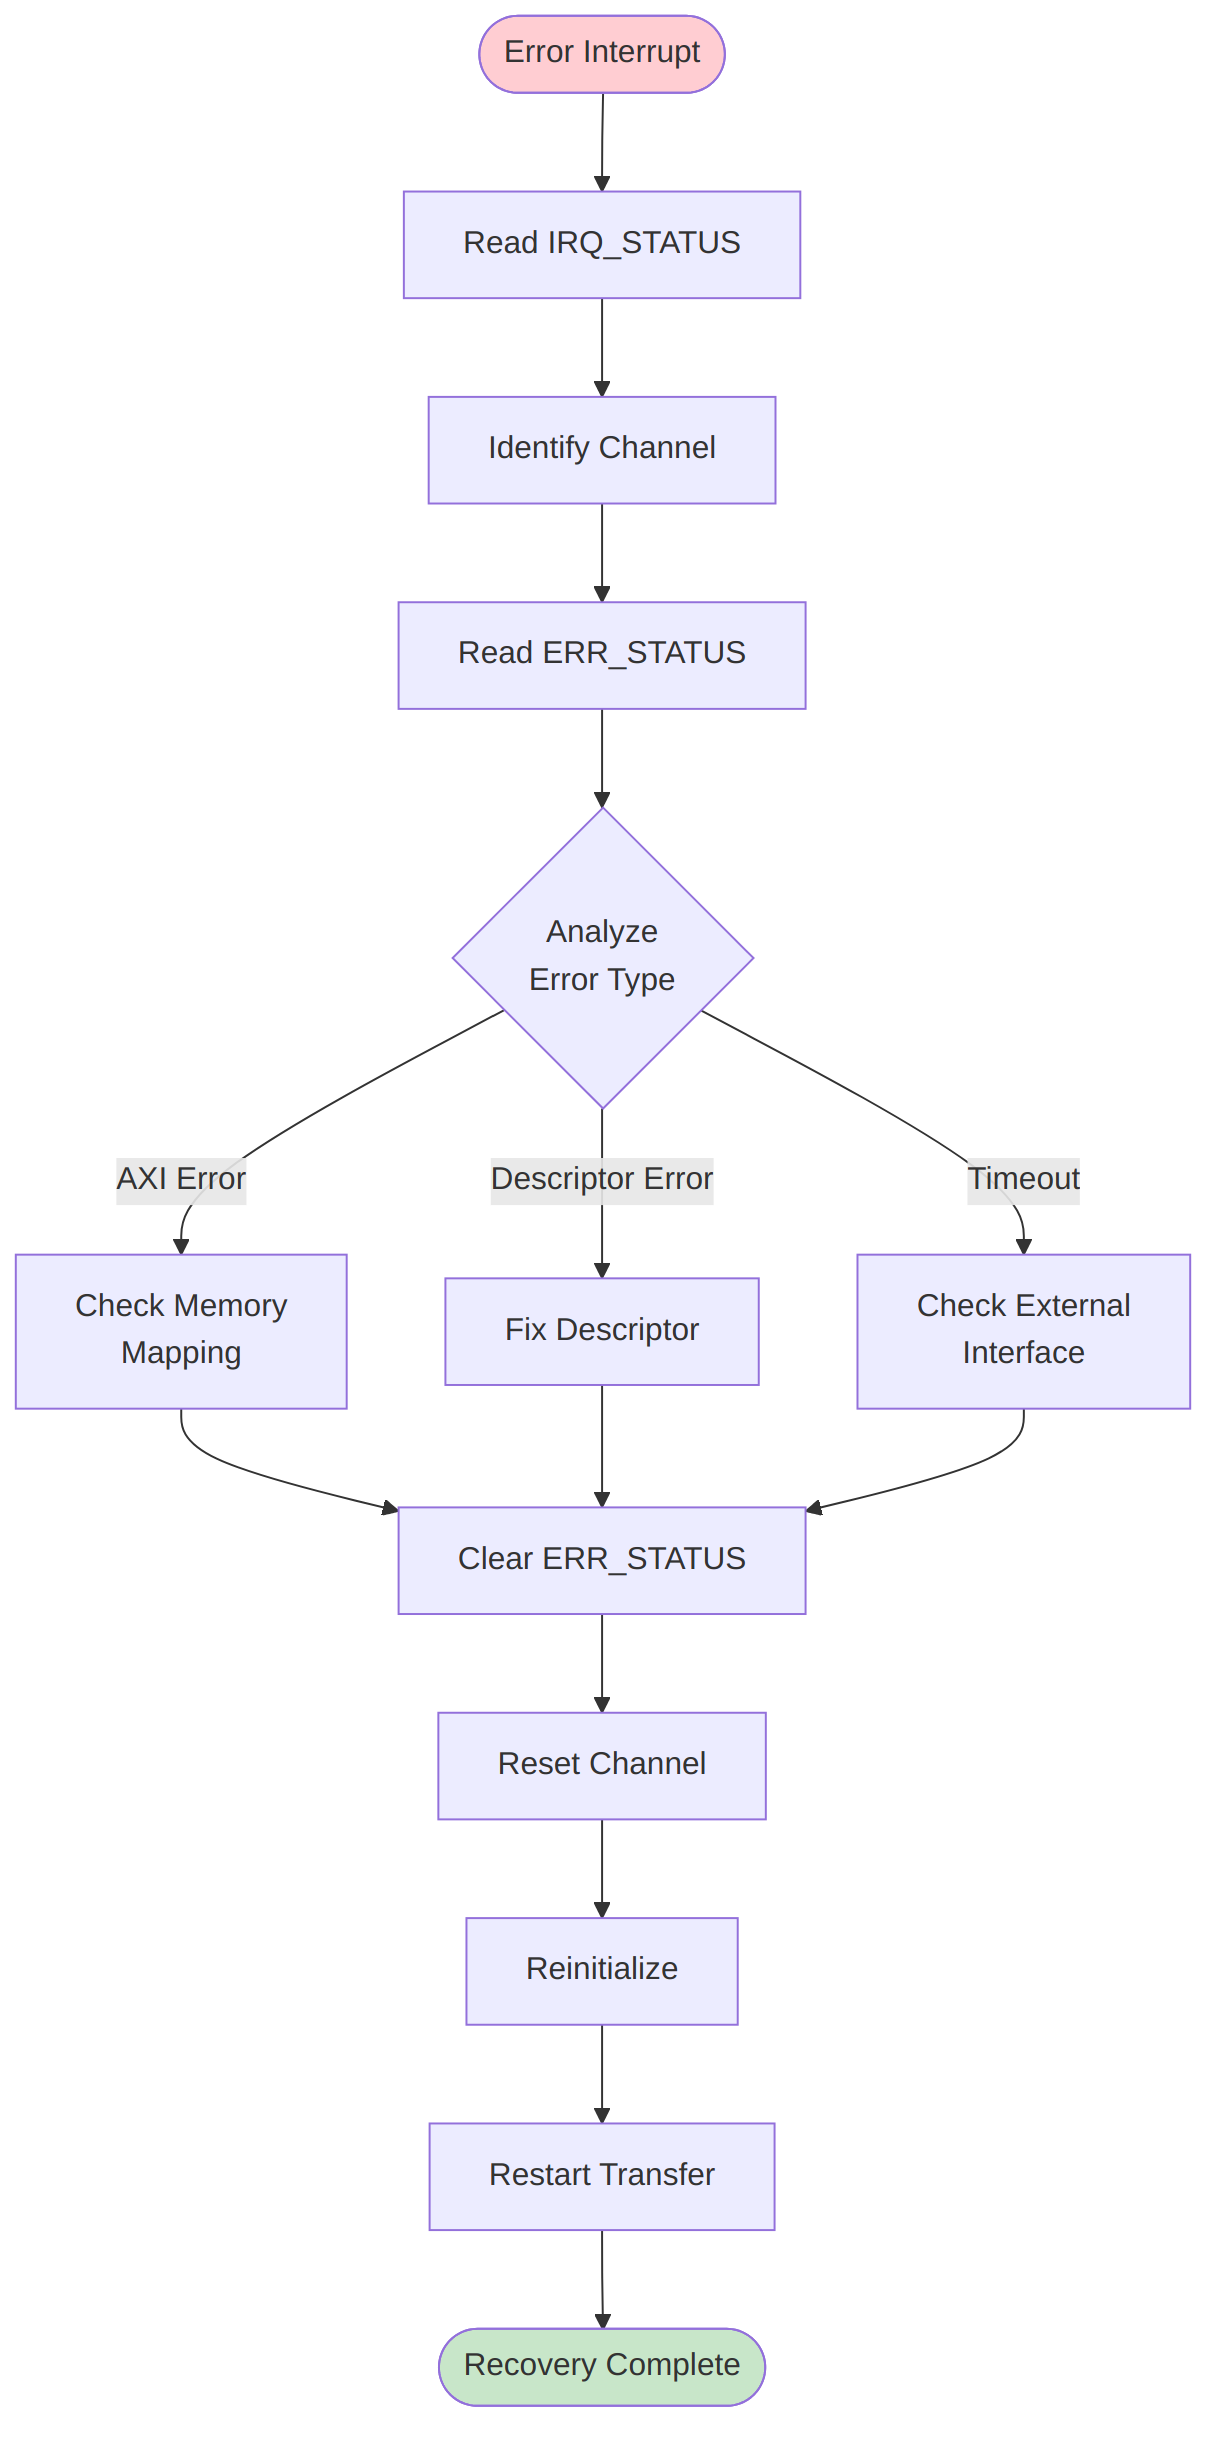 Error Interrupt
Read IRQ_STATUS
Identify Channel
Read ERR_STATUS
Analyze
Error Type
AXI Error
Descriptor Error
Timeout
Check Memory
Mapping
Fix Descriptor
Check External
Interface
Clear ERR_STATUS
Reset Channel
Reinitialize
Restart Transfer
Recovery Complete